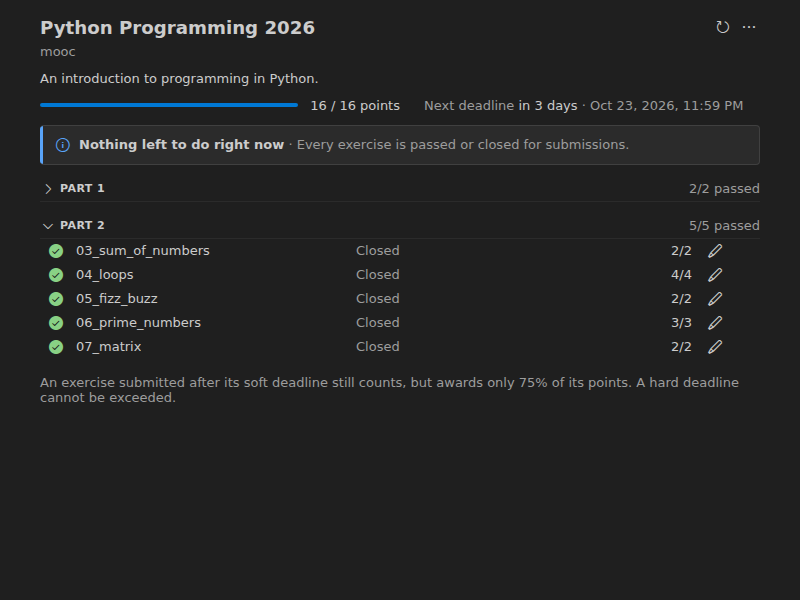 Python Programming 2026
mooc
An introduction to programming in Python.
16 / 16 points Next deadline in 3 days · Oct 23, 2026, 11:59 PM
Nothing left to do right now · Every exercise is passed or closed for submissions.
PART 1 2/2 passed
PART 2 5/5 passed
03_sum_of_numbers Closed 2/2
04_loops Closed 4/4
05_fizz_buzz Closed 2/2
06_prime_numbers Closed 3/3
07_matrix Closed 2/2
An exercise submitted after its soft deadline still counts, but awards only 75% of its points. A hard deadline
cannot be exceeded.